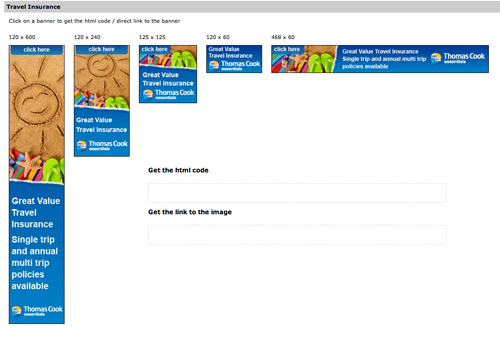 Travel Insurance
Click on a banner to get the html code / direct link to the banner
120 x 600
120 x 240
125 x 125
120 x 60
468 x 60
click here
Great Value
Travel
Insurance
Single trip
and annual
multi trip
policies
available
Thomas Cook
essentials
click here
Great Value
Travel Insurance
Thomas Cook
essentials
click here
Great Value
Travel Insurance
Thomas Cook
essentials
Great Value
Travel Insurance
Thomas Cook
essentials
click here
Great Value Travel Insurance
Single trip and annual multi trip
policies available
Thomas Cook
essentials
Get the html code
Get the link to the image